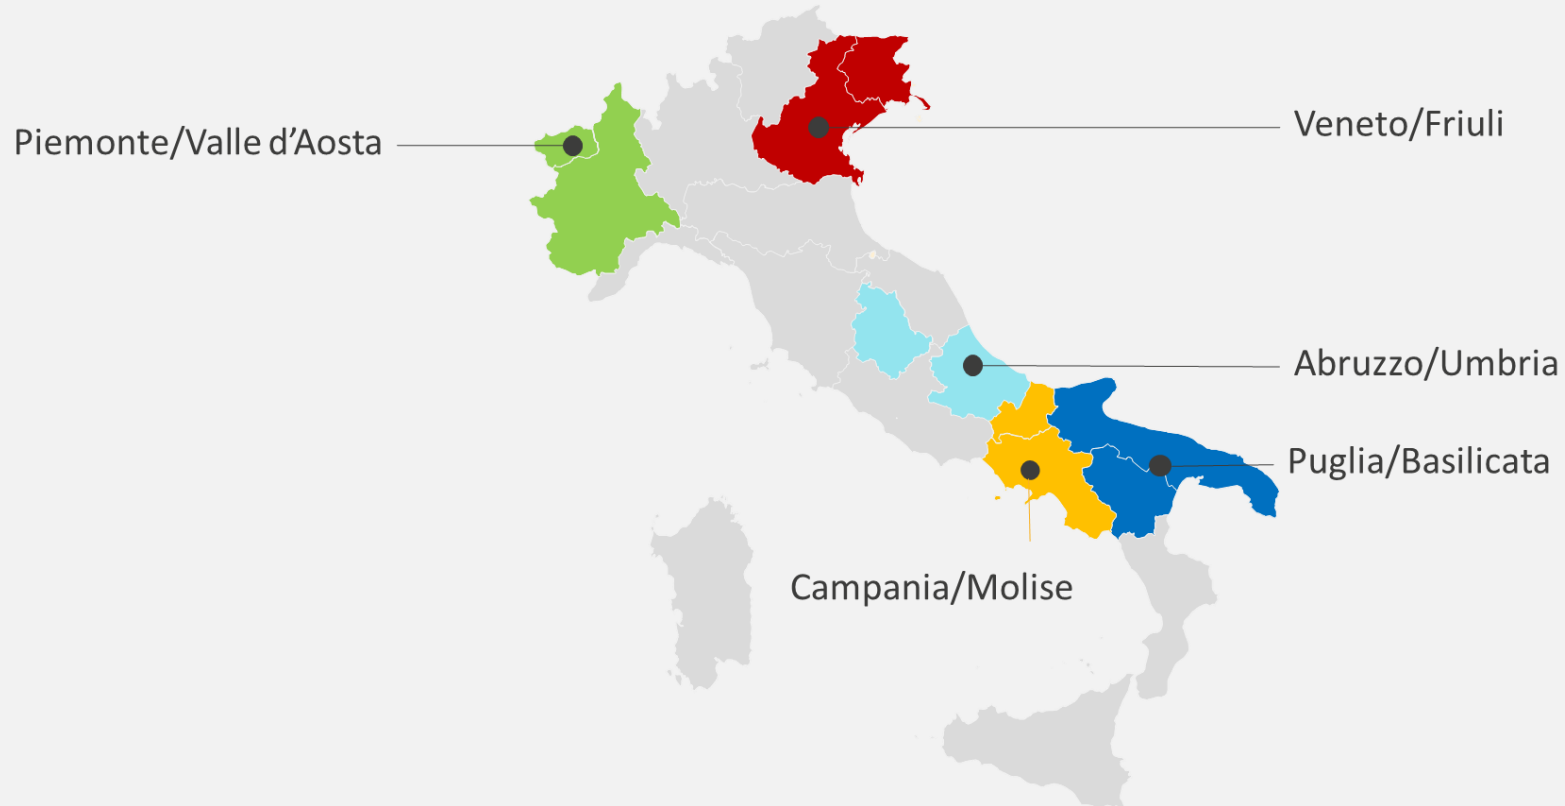 Veneto/Friuli
Piemonte/Valle d'Aosta
Abruzzo/Umbria
Puglia/Basilicata
Campania/Molise